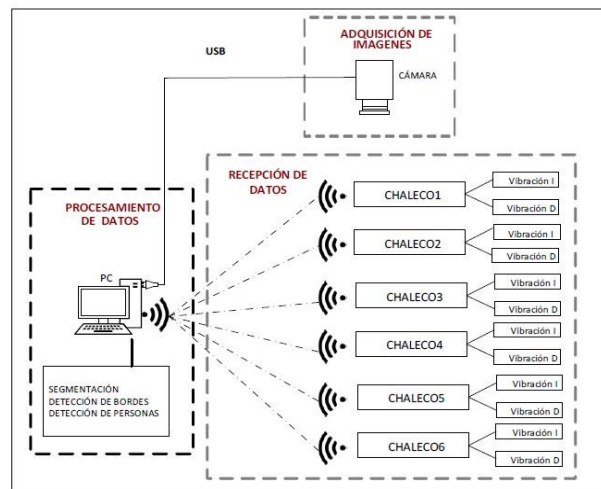 ADQUISICIÓN DE
IMAGENES
USB
CÁMARA
RECEPCIÓN DE
DATOS
PROCESAMIENTO
DE DATOS
PC
SEGMENTACIÓN
DETECCIÓN DE BORDES
DETECCIÓN DE PERSONAS
CHALECO1
Vibración I
Vibración D
CHALECO2
Vibración I
Vibración D
CHALECO3
Vibración I
Vibración D
CHALECO4
Vibración I
Vibración D
CHALECO5
Vibración I
Vibración D
CHALECO6
Vibración I
Vibración D